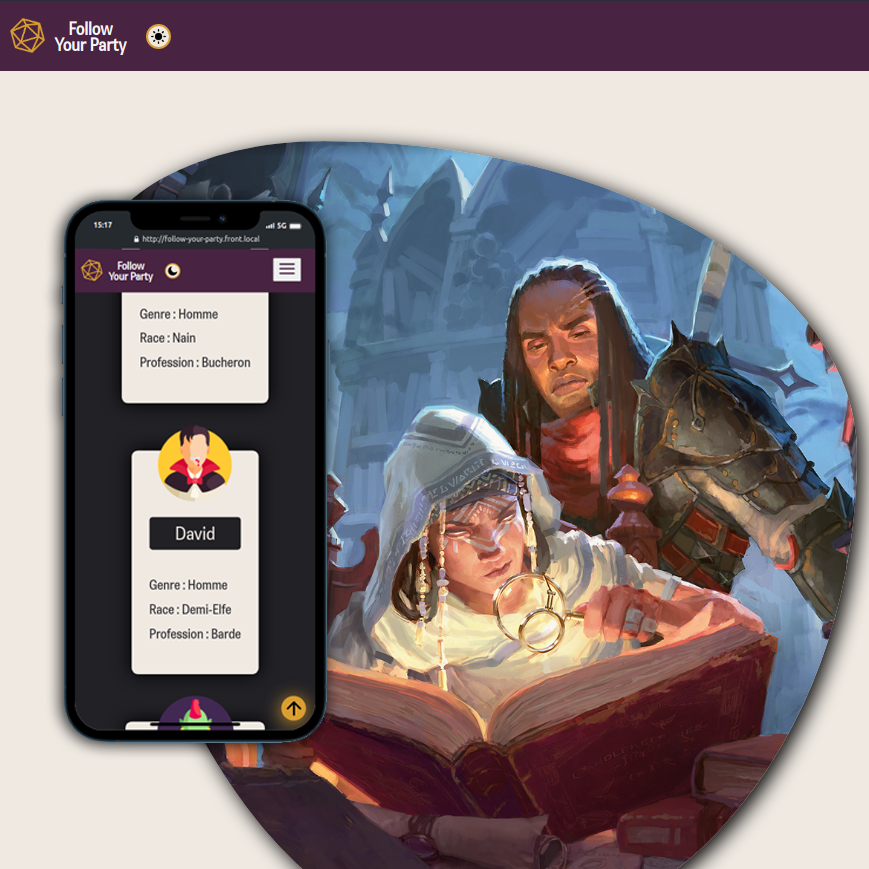 Follow
Your Party
15:17
5G
http://follow-your-party.front.local
Follow
Your Party
Genre : Homme
Race : Nain
Profession : Bucheron
David
Genre : Homme
Race : Demi-Elfe
Profession : Barde